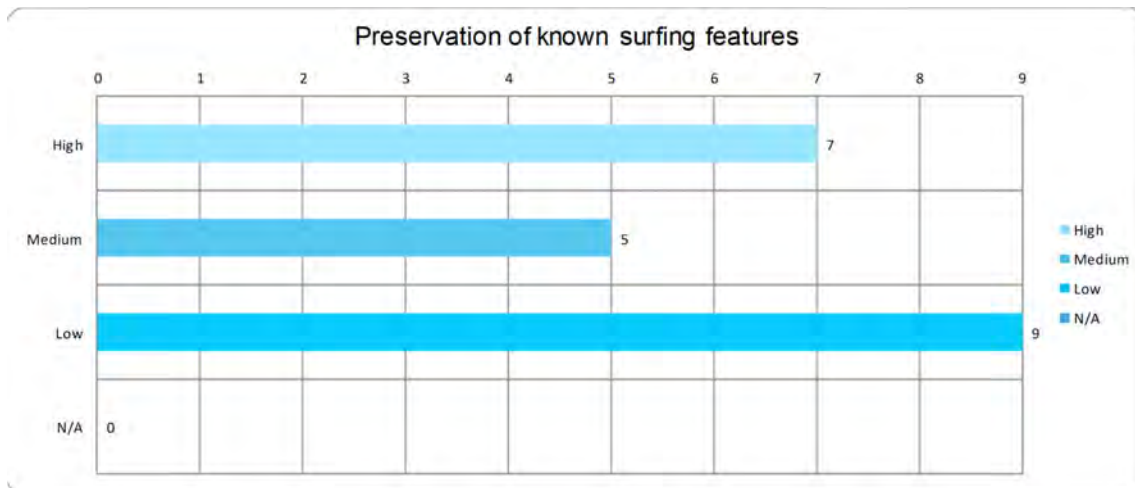 Preservation of known surfing features
0 1 2 3 4 5 6 7 8 9
High 7
Medium 5
Low 9
N/A 0
High
Medium
Low
N/A